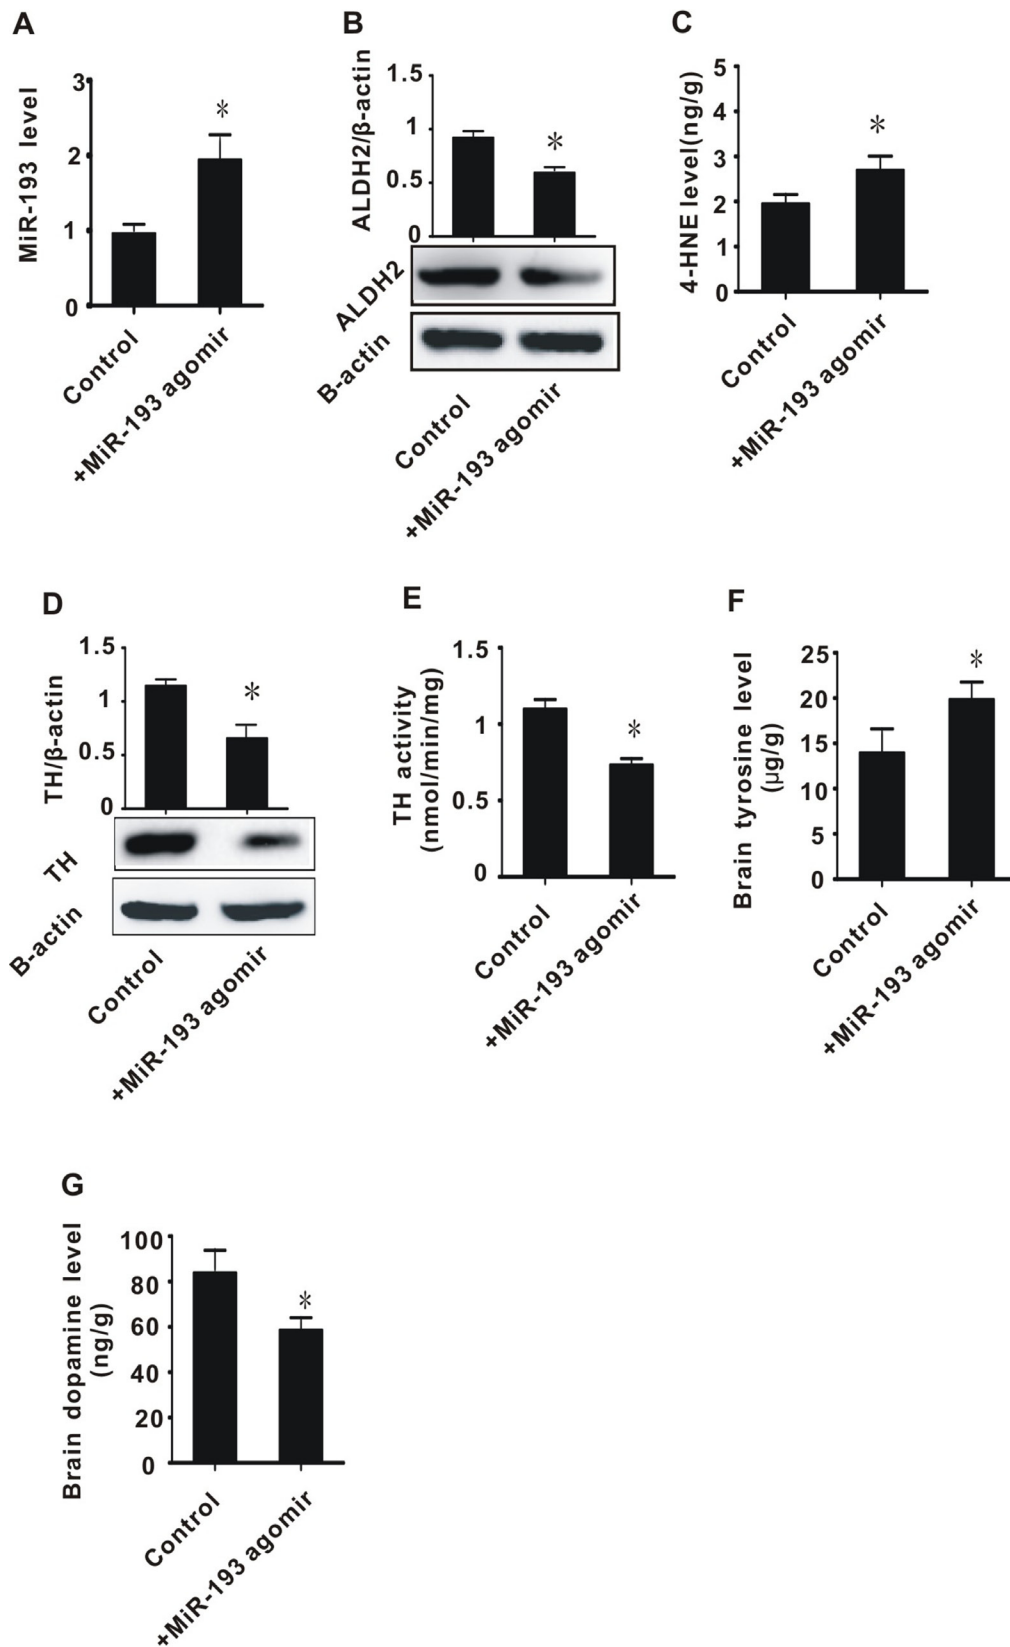 A
MiR-193 level
3
2
1
0
*
Control
+MiR-193 agomir
B
ALDH2/β-actin
1.5
1
0.5
0
*
ALDH2
B-actin
Control
+MiR-193 agomir
C
4-HNE level(ng/g)
5
4
3
2
1
0
*
Control
+MiR-193 agomir
D
TH/β-actin
1.5
1
0.5
0
*
TH
B-actin
Control
+MiR-193 agomir
E
TH activity
(nmol/min/mg)
1.5
1
0.5
0
*
Control
+MiR-193 agomir
F
Brain tyrosine level
(μg/g)
25
20
15
10
5
0
*
Control
+MiR-193 agomir
G
Brain dopamine level
(ng/g)
100
80
60
40
20
0
*
Control
+MiR-193 agomir